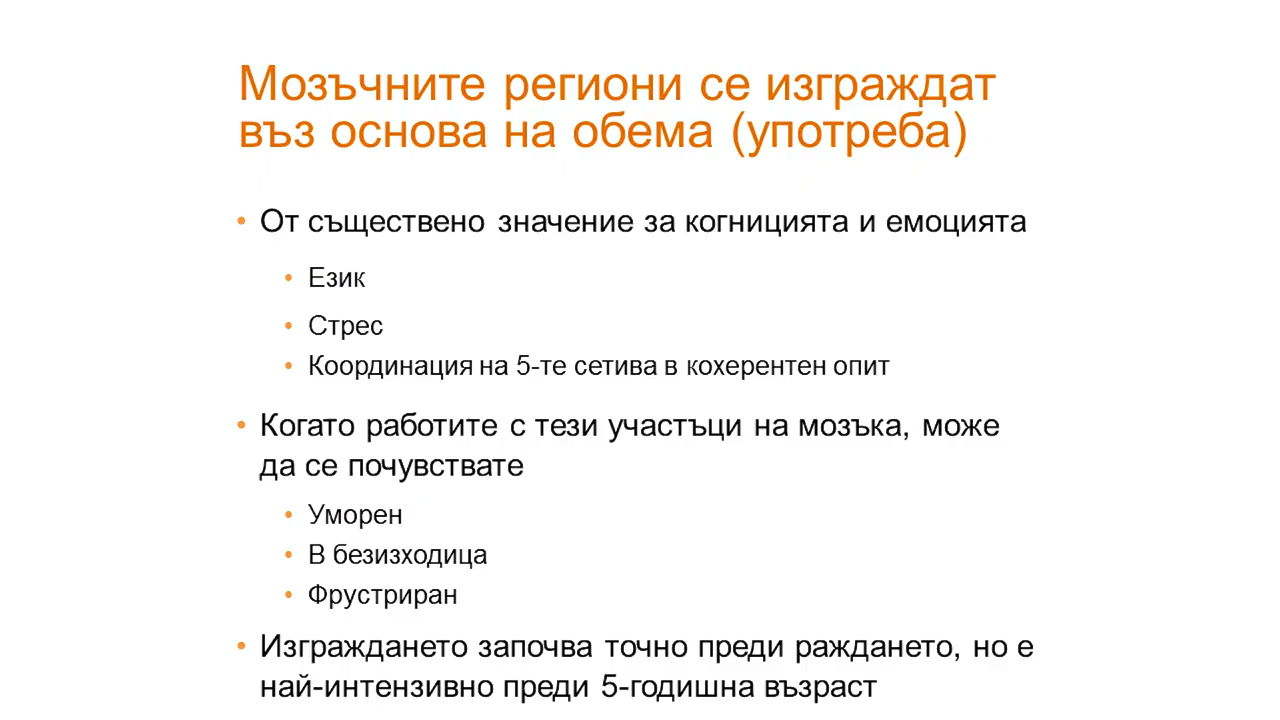 Мозъчните региони се изграждат
въз основа на обема (употреба)
• От съществено значение за когницията и емоцията
• Език
• Стрес
• Координация на 5-те сетива в кохерентен опит
• Когато работите с тези участъци на мозъка, може
да се почувствате
• Уморен
• В безизходица
• Фрустриран
• Изграждането започва точно преди раждането, но е
най-интензивно преди 5-годишна възраст